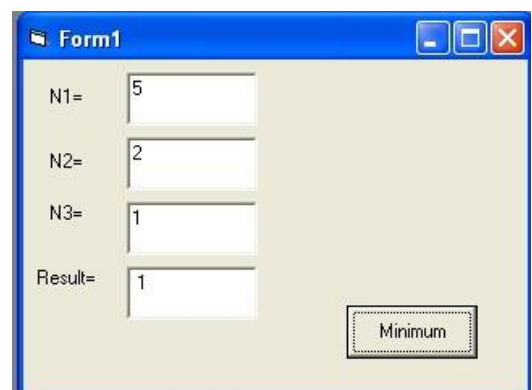 Form1
N1= 5
N2= 2
N3= 1
Result= 1
Minimum